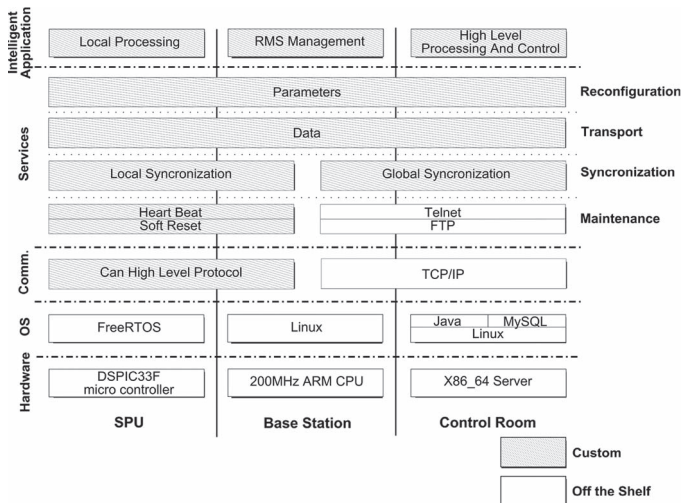 Intelligent
Application
Local Processing
RMS Management
High Level
Processing And Control
Services
Parameters
Reconfiguration
Data
Transport
Local Syncronization
Global Syncronization
Syncronization
Heart Beat
Soft Reset
Telnet
FTP
Maintenance
Comm.
Can High Level Protocol
TCP/IP
OS
FreeRTOS
Linux
Java
MySQL
Linux
Hardware
DSPIC33F
micro controller
200MHz ARM CPU
X86_64 Server
SPU
Base Station
Control Room
Custom
Off the Shelf